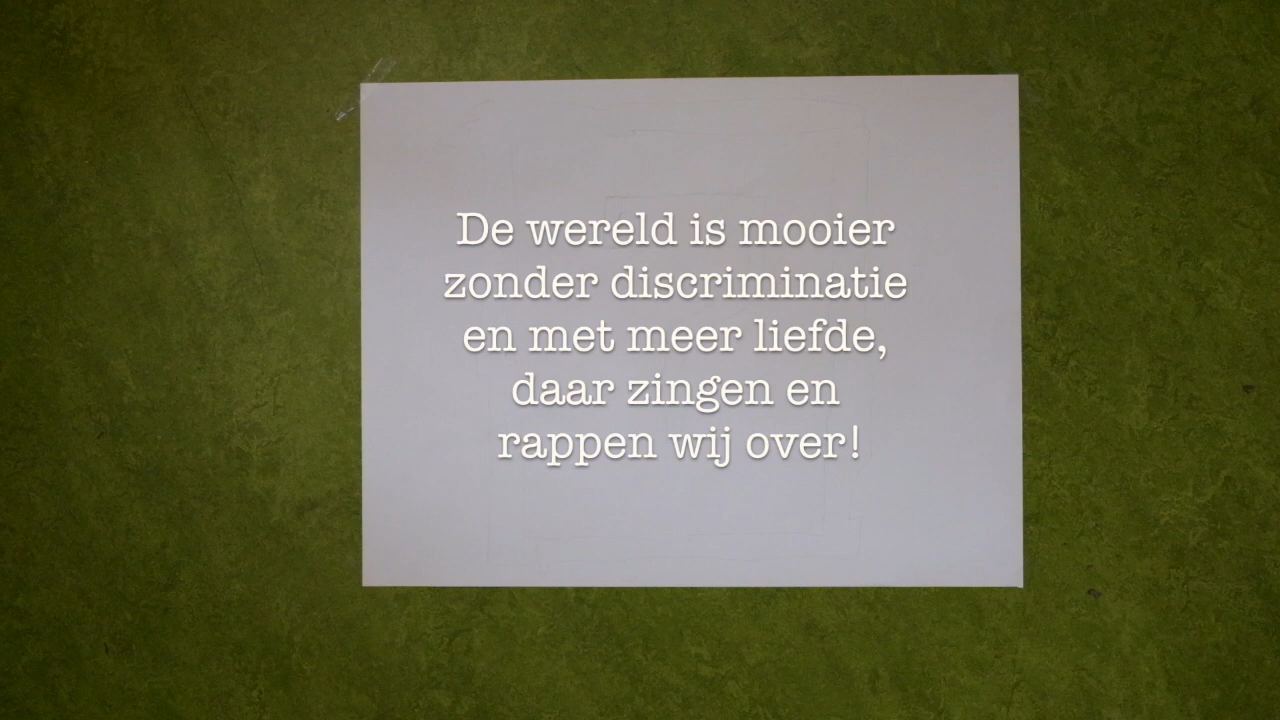 De wereld is mooier
zonder discriminatie
en met meer liefde,
daar zingen en
rappen wij over!